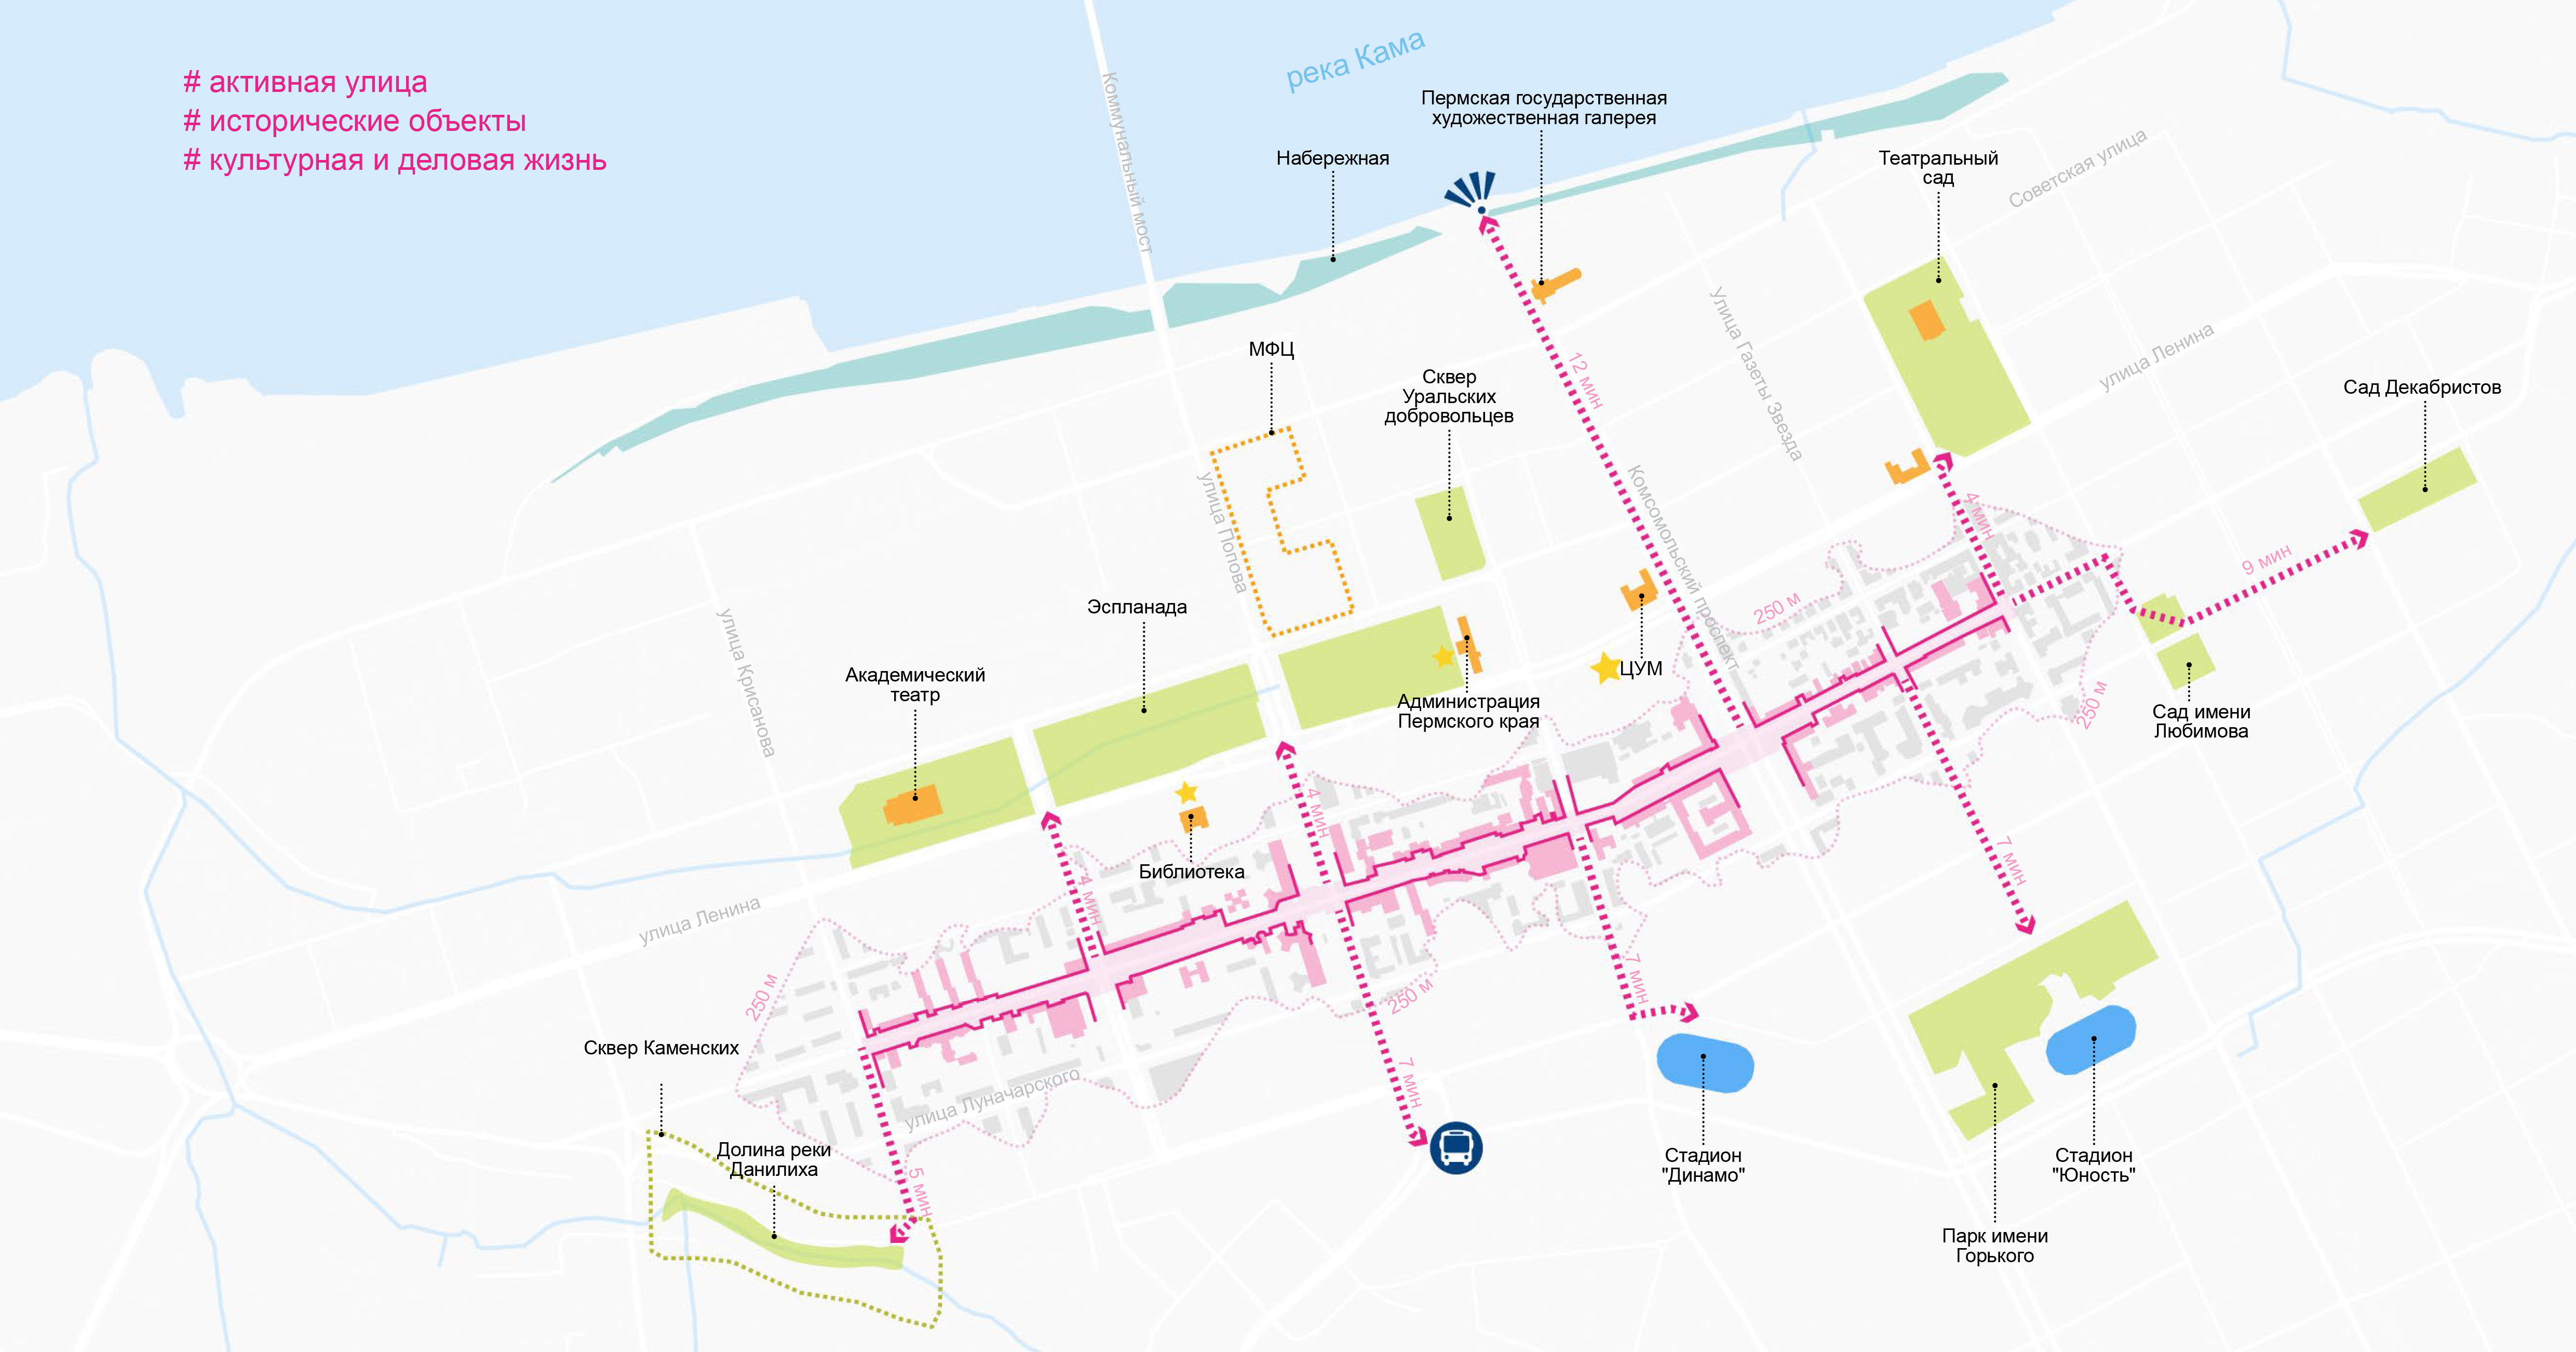 # активная улица
# исторические объекты
# культурная и деловая жизнь
река Кама
Коммунальный мост
Пермская государственная
художественная галерея
Набережная
Театральный
сад
Советская улица
МФЦ
Сквер
Уральских
добровольцев
12 мин
Улица Газеты Звезда
улица Ленина
Сад Декабристов
улица Попова
Комсомольский проспект
4 мин
9 мин
Эспланада
улица Крисанова
250 м
Академический
театр
ЦУМ
Администрация
Пермского края
250 м
Сад имени
Любимова
4 мин
7 мин
Библиотека
4 мин
улица Ленина
250 м
250 м
7 мин
Сквер Каменских
улица Луначарского
7 мин
Долина реки
Данилиха
5 мин
Стадион
"Динамо"
Стадион
"Юность"
Парк имени
Горького